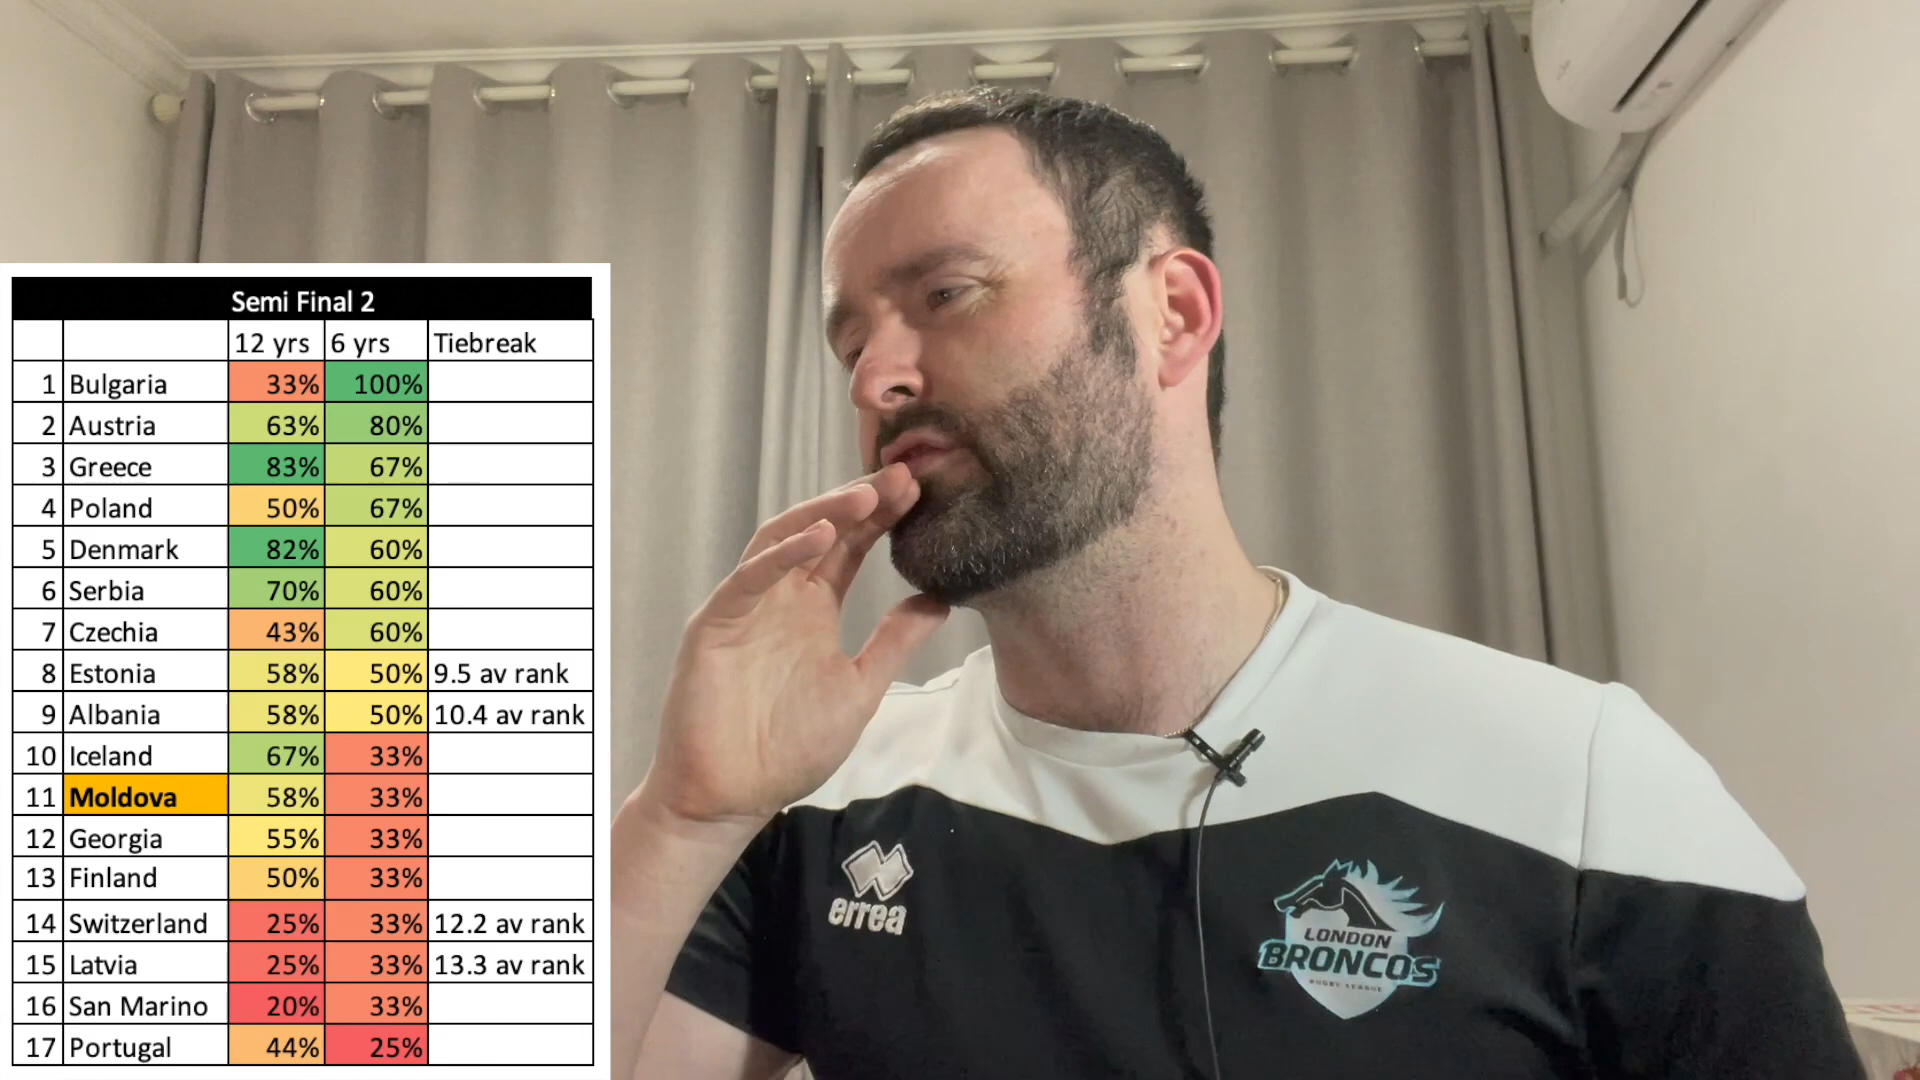 Semi Final 2
12 yrs 6 yrs Tiebreak
1 Bulgaria 33% 100%
2 Austria 63% 80%
3 Greece 83% 67%
4 Poland 50% 67%
5 Denmark 82% 60%
6 Serbia 70% 60%
7 Czechia 43% 60%
8 Estonia 58% 50% 9.5 av rank
9 Albania 58% 50% 10.4 av rank
10 Iceland 67% 33%
11 Moldova 58% 33%
12 Georgia 55% 33%
13 Finland 50% 33%
14 Switzerland 25% 33% 12.2 av rank
15 Latvia 25% 33% 13.3 av rank
16 San Marino 20% 33%
17 Portugal 44% 25%
errea
LONDON
BRONCOS
RUGBY LEAGUE